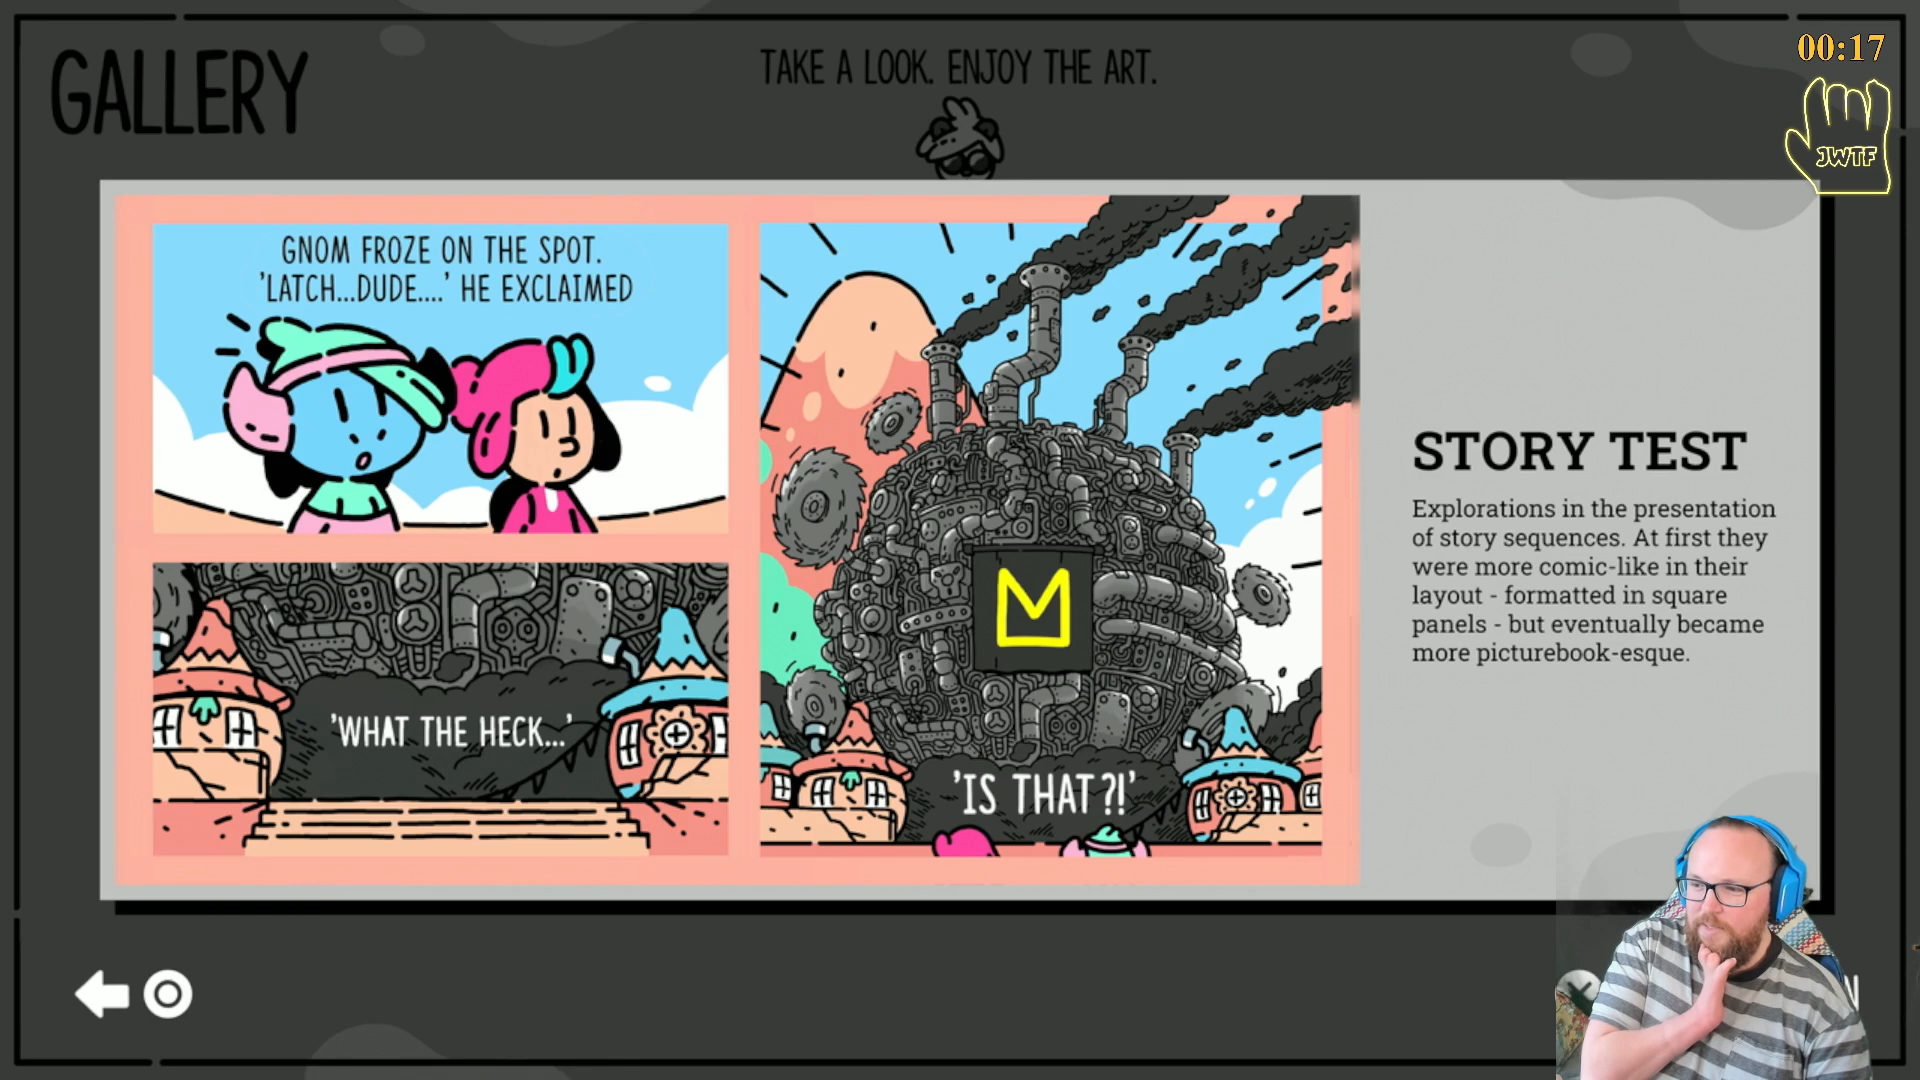 GALLERY
TAKE A LOOK. ENJOY THE ART.
00:17
JWTF
GNOM FROZE ON THE SPOT.
'LATCH...DUDE....' HE EXCLAIMED
'WHAT THE HECK...'
'IS THAT?!'
STORY TEST
Explorations in the presentation
of story sequences. At first they
were more comic-like in their
layout - formatted in square
panels - but eventually became
more picturebook-esque.